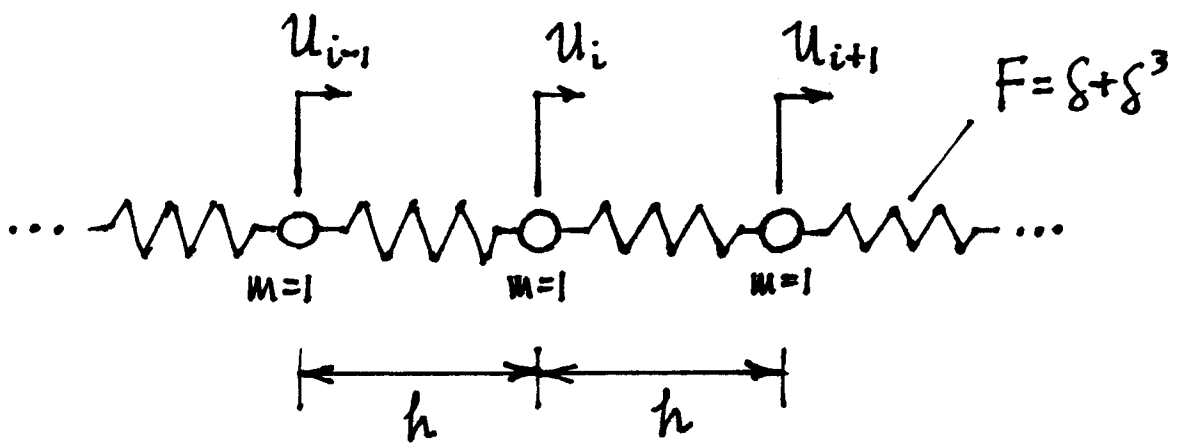 u_{i-1} u_i u_{i+1} F=δ+δ³
... ...
m=1 m=1 m=1
h h